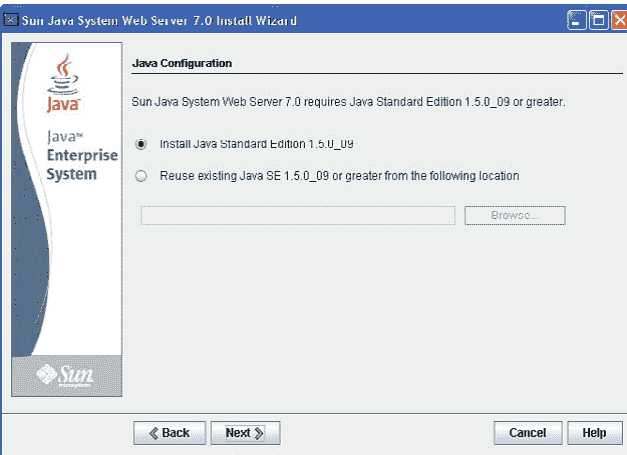 Sun Java System Web Server 7.0 Install Wizard
Java
Java™
Enterprise
System
Sun
microsystems
Java Configuration
Sun Java System Web Server 7.0 requires Java Standard Edition 1.5.0_09 or greater.
Install Java Standard Edition 1.5.0_09
Reuse existing Java SE 1.5.0_09 or greater from the following location
Browse...
Back
Next
Cancel
Help